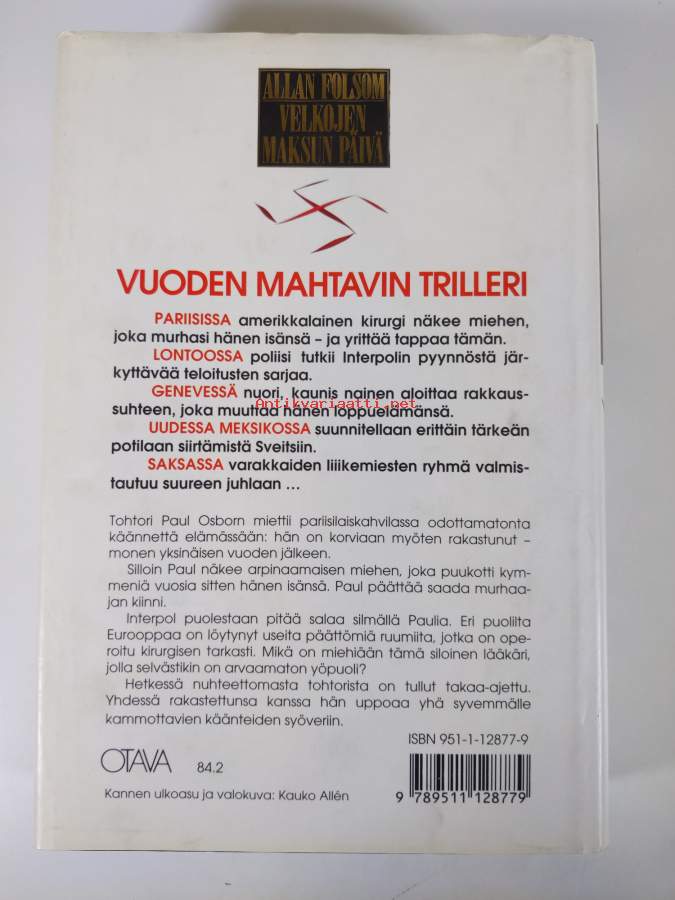 ALLAN FOLSOM
VELKOJEN
MAKSUN PÄIVÄ
VUODEN MAHTAVIN TRILLERI
PARIISISSA amerikkalainen kirurgi näkee miehen,
joka murhasi hänen isänsä – ja yrittää tappaa tämän.
LONTOOSSA poliisi tutkii Interpolin pyynnöstä jär-
kyttävää teloitusten sarjaa.
GENEVESSÄ nuori, kaunis nainen aloittaa rakkaus-
Antikvariaatti.net
suhteen, joka muuttaa hänen loppuelämänsä.
UUDESSA MEKSIKOSSA suunnitellaan erittäin tärkeän
potilaan siirtämistä Sveitsiin.
SAKSASSA varakkaiden liiikemiesten ryhmä valmis-
tautuu suureen juhlaan ...
Tohtori Paul Osborn miettii pariisilaiskahvilassa odottamatonta
käännettä elämässään: hän on korviaan myöten rakastunut –
monen yksinäisen vuoden jälkeen.
Silloin Paul näkee arpinaamaisen miehen, joka puukotti kym-
meniä vuosia sitten hänen isänsä. Paul päättää saada murhaa-
jan kiinni.
Interpol puolestaan pitää salaa silmällä Paulia. Eri puolilta
Eurooppaa on löytynyt useita päättömiä ruumiita, jotka on ope-
roitu kirurgisen tarkasti. Mikä on miehiään tämä siloinen lääkäri,
jolla selvästikin on arvaamaton yöpuoli?
Hetkessä nuhteettomasta tohtorista on tullut takaa-ajettu.
Yhdessä rakastettunsa kanssa hän uppoaa yhä syvemmälle
kammottavien käänteiden syöveriin.
ISBN 951-1-12877-9
OTAVA 84.2
Kannen ulkoasu ja valokuva: Kauko Allén
9 789511 128779